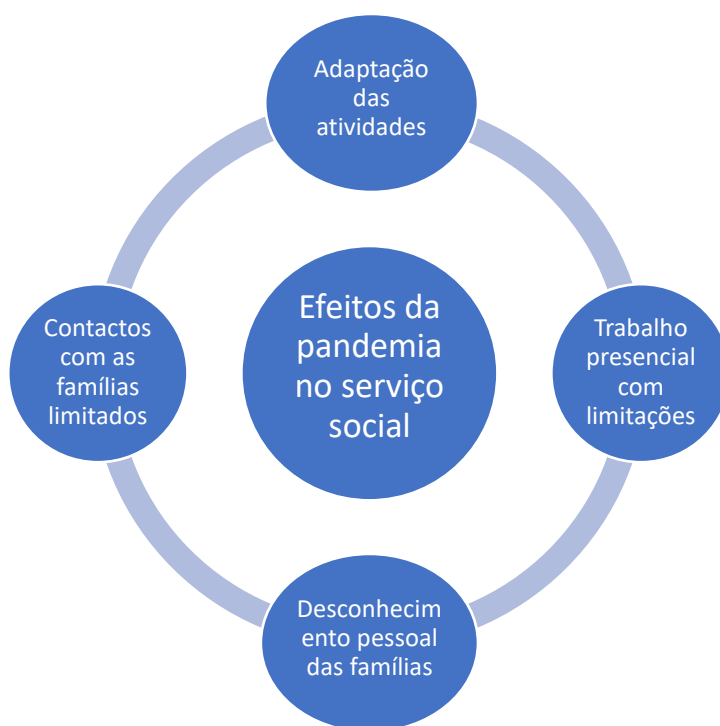 Adaptação
das
atividades
Efeitos da
pandemia
no serviço
social
Contactos
com as
famílias
limitados
Trabalho
presencial
com
limitações
Desconhecim
ento pessoal
das famílias